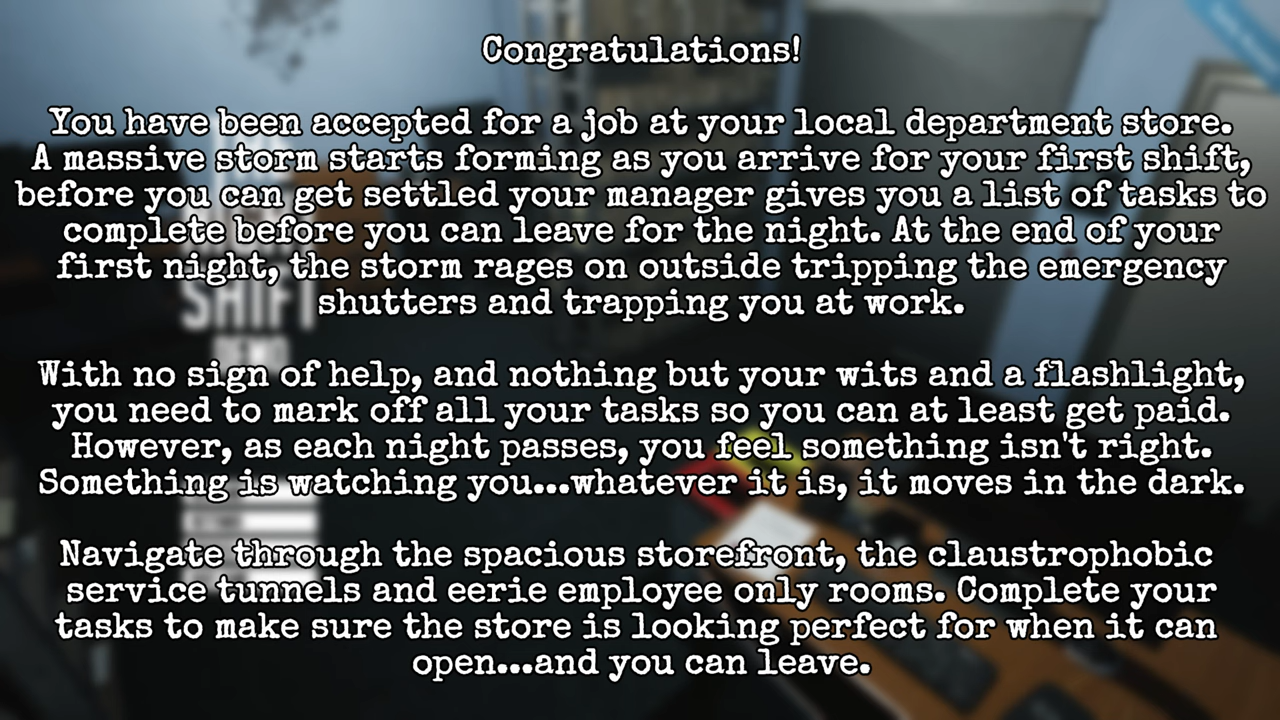 Congratulations!
You have been accepted for a job at your local department store.
A massive storm starts forming as you arrive for your first shift,
before you can get settled your manager gives you a list of tasks to
complete before you can leave for the night. At the end of your
first night, the storm rages on outside tripping the emergency
shutters and trapping you at work.
With no sign of help, and nothing but your wits and a flashlight,
you need to mark off all your tasks so you can at least get paid.
However, as each night passes, you feel something isn't right.
Something is watching you...whatever it is, it moves in the dark.
Navigate through the spacious storefront, the claustrophobic
service tunnels and eerie employee only rooms. Complete your
tasks to make sure the store is looking perfect for when it can
open...and you can leave.
SHIFT
DEMO